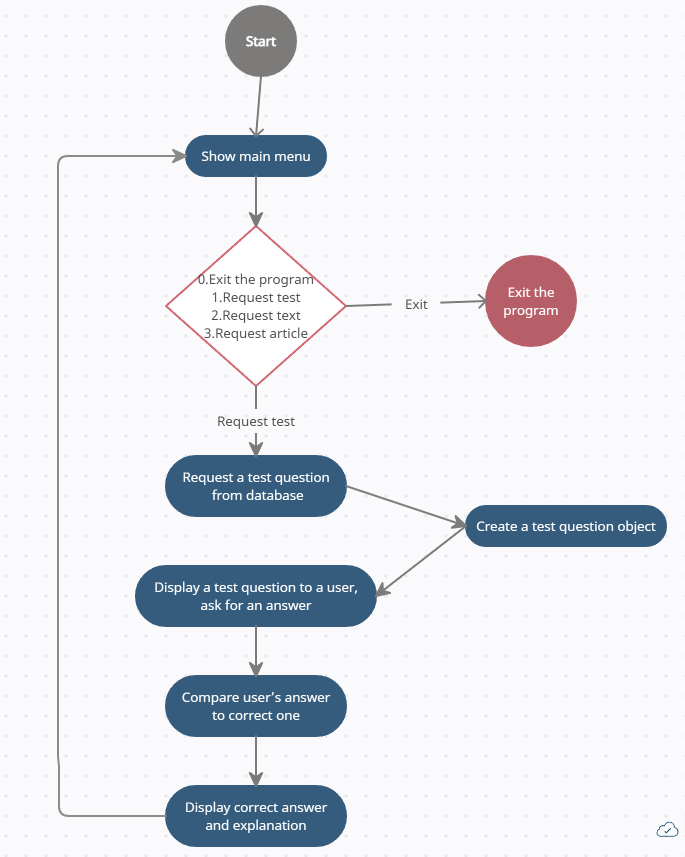 Start
Show main menu
0.Exit the program
1.Request test
2.Request text
3.Request article
Exit
Exit the
program
Request test
Request a test question
from database
Create a test question object
Display a test question to a user,
ask for an answer
Compare user’s answer
to correct one
Display correct answer
and explanation